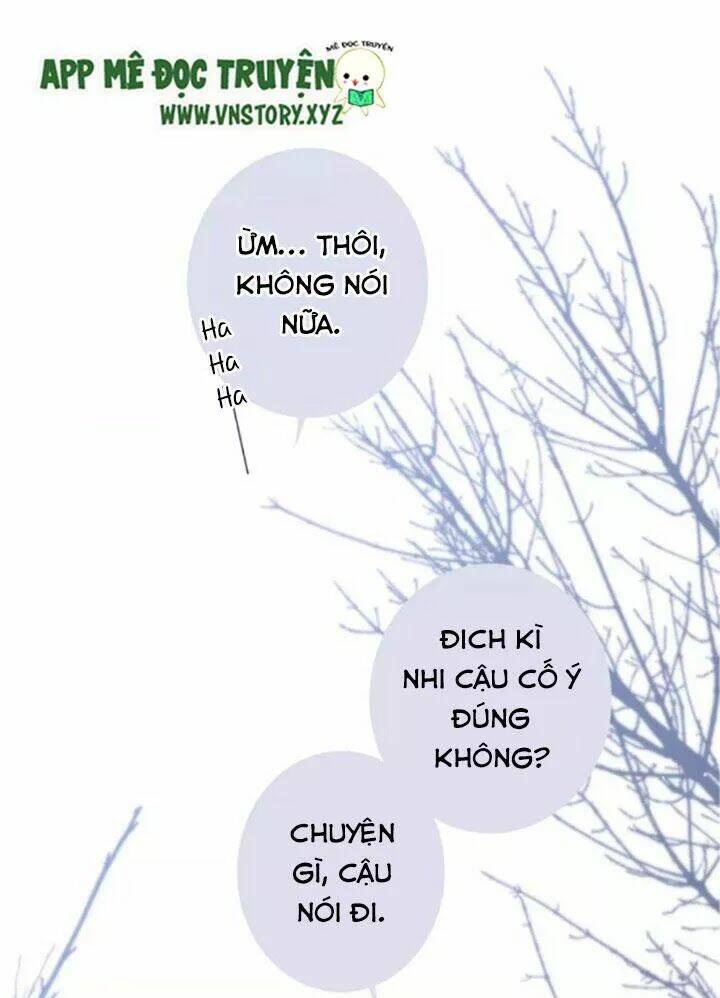 MÊ ĐỌC TRUYỆN
APP MÊ ĐỌC TRUYỆN
WWW.VNSTORY.XYZ
ỪM... THÔI,
KHÔNG NÓI
NỮA.
Ha
Ha
Ha
ĐICH KÌ
NHI CẬU CỐ Ý
ĐÚNG
KHÔNG?
CHUYỆN
GÌ, CẬU
NÓI ĐI.